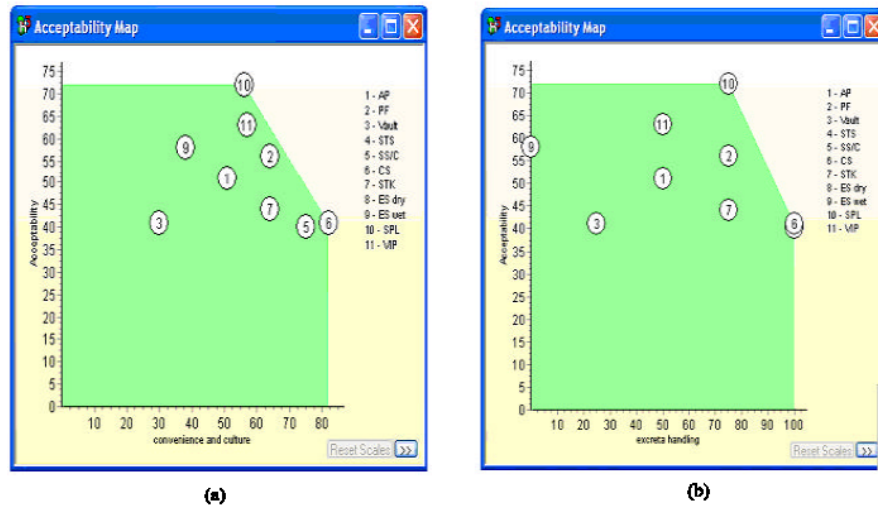 Acceptability Map
75
70
65
60
55
50
45
40
35
30
25
20
15
10
5
0
Acceptability
10 20 30 40 50 60 70 80
convenience and culture
10
11
9
2
1
7
3
5
6
1 - AP
2 - PF
3 - Vault
4 - STS
5 - SS/C
6 - CS
7 - STK
8 - ES dry
9 - ES wet
10 - SPL
11 - VIP
Reset Scales >>
(a)
Acceptability Map
75
70
65
60
55
50
45
40
35
30
25
20
15
10
5
0
Acceptability
10 20 30 40 50 60 70 80 90 100
excreta handling
10
11
9
2
1
7
3
6
1 - AP
2 - PF
3 - Vault
4 - STS
5 - SS/C
6 - CS
7 - STK
8 - ES dry
9 - ES wet
10 - SPL
11 - VIP
Reset Scales >>
(b)